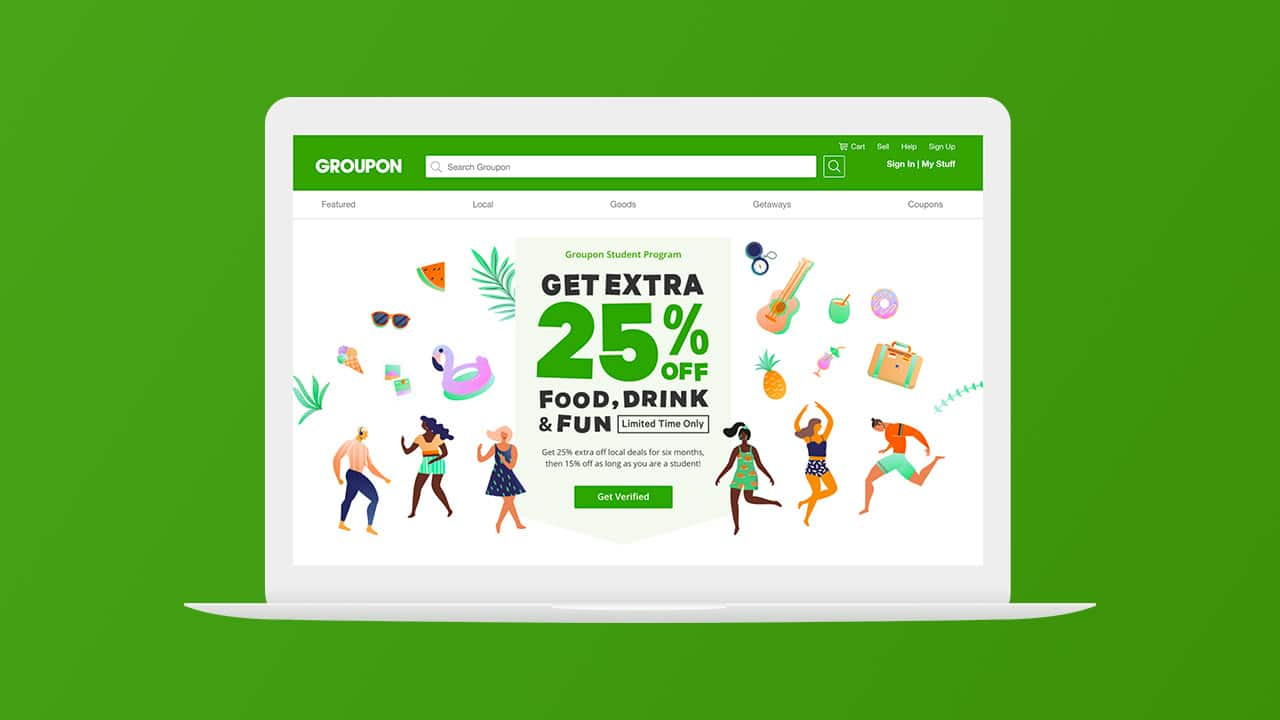 Cart Sell Help Sign Up
GROUPON
Search Groupon
Sign In | My Stuff
Featured Local Goods Getaways Coupons
Groupon Student Program
GET EXTRA
25%
OFF
FOOD, DRINK
& FUN Limited Time Only
Get 25% extra off local deals for six months,
then 15% off as long as you are a student!
Get Verified